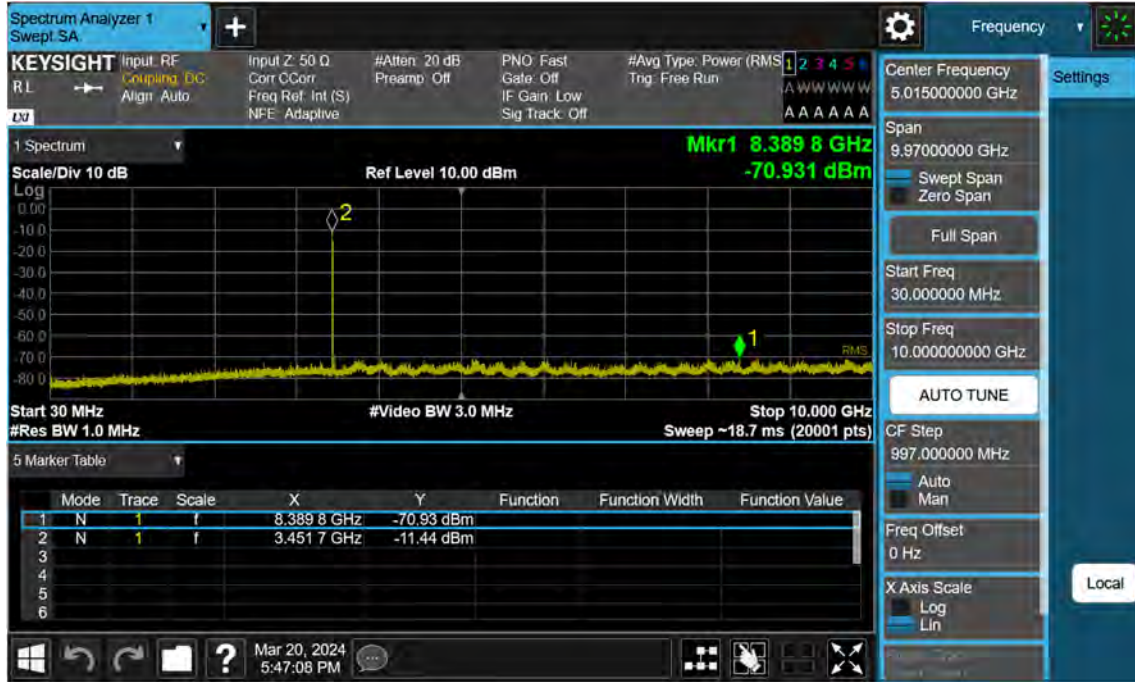 Spectrum Analyzer 1
Swept SA
+
Frequency
KEYSIGHT
RL
LXI
Input: RF
Coupling: DC
Align: Auto
Input Z: 50 Ω
Corr CCorr
Freq Ref: Int (S)
NFE: Adaptive
#Atten: 20 dB
Preamp: Off
PNO: Fast
Gate: Off
IF Gain: Low
Sig Track: Off
#Avg Type: Power (RMS
Trig: Free Run
1 2 3 4 5 6
A W W W W W
A A A A A A
1 Spectrum
Scale/Div 10 dB
Ref Level 10.00 dBm
Mkr1 8.389 8 GHz
-70.931 dBm
Log
0.00
-10.0
-20.0
-30.0
-40.0
-50.0
-60.0
-70.0
-80.0
2
1
RMS
Start 30 MHz
#Video BW 3.0 MHz
Stop 10.000 GHz
#Res BW 1.0 MHz
Sweep ~18.7 ms (20001 pts)
5 Marker Table
Mode Trace Scale X Y Function Function Width Function Value
1 N 1 f 8.389 8 GHz -70.93 dBm
2 N 1 f 3.451 7 GHz -11.44 dBm
3
4
5
6
Mar 20, 2024
5:47:08 PM
Center Frequency
5.015000000 GHz
Span
9.97000000 GHz
Swept Span
Zero Span
Full Span
Start Freq
30.000000 MHz
Stop Freq
10.000000000 GHz
AUTO TUNE
CF Step
997.000000 MHz
Auto
Man
Freq Offset
0 Hz
X Axis Scale
Log
Lin
Settings
Local